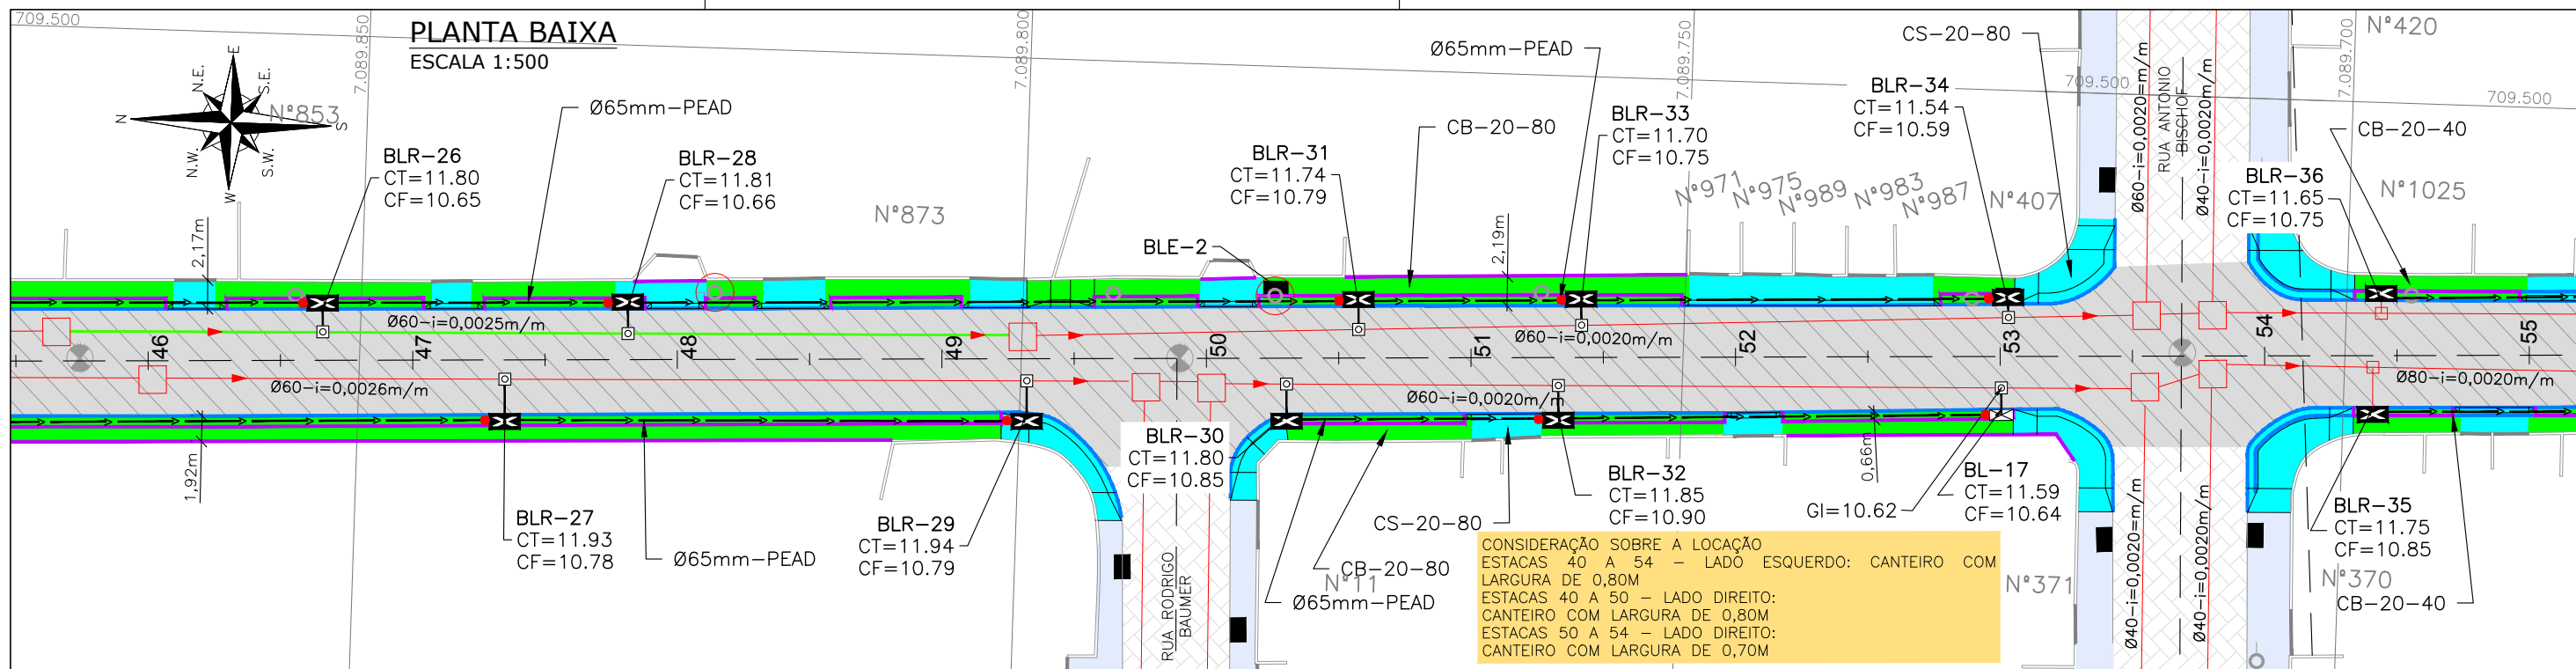 709.500
PLANTA BAIXA
ESCALA 1:500
7.089.850
7.089.800
7.089.750
7.089.700
709.500
709.500
E
N.E.
S.E.
N
S
N.W.
S.W.
W
N°853
Ø65mm-PEAD
BLR-26
CT=11.80
CF=10.65
BLR-28
CT=11.81
CF=10.66
N°873
BLE-2
BLR-31
CT=11.74
CF=10.79
CB-20-80
Ø65mm-PEAD
BLR-33
CT=11.70
CF=10.75
N°971
N°975
N°989
N°983
N°987
N°407
BLR-34
CT=11.54
CF=10.59
CS-20-80
Ø60-i=0,0020=m/m
RUA ANTONIO
BISCHOF
Ø40-i=0,0020m/m
N°420
CB-20-40
BLR-36
CT=11.65
CF=10.75
N°1025
2,17m
2,19m
Ø60-i=0,0025m/m
Ø60-i=0,0020m/m
46
47
48
49
50
51
52
53
54
55
Ø60-i=0,0026m/m
Ø60-i=0,0020m/m
Ø80-i=0,0020m/m
1,92m
0,66m
BLR-27
CT=11.93
CF=10.78
Ø65mm-PEAD
BLR-29
CT=11.94
CF=10.79
BLR-30
CT=11.80
CF=10.85
RUA RODRIGO
BAUMER
CS-20-80
CB-20-80
N°11
Ø65mm-PEAD
BLR-32
CT=11.85
CF=10.90
GI=10.62
BL-17
CT=11.59
CF=10.64
CONSIDERAÇÃO SOBRE A LOCAÇÃO
ESTACAS 40 A 54 – LADO ESQUERDO: CANTEIRO COM
LARGURA DE 0,80M
ESTACAS 40 A 50 – LADO DIREITO:
CANTEIRO COM LARGURA DE 0,80M
ESTACAS 50 A 54 – LADO DIREITO:
CANTEIRO COM LARGURA DE 0,70M
N°371
Ø40-i=0,0020=m/m
Ø40-i=0,0020m/m
BLR-35
CT=11.75
CF=10.85
N°370
CB-20-40